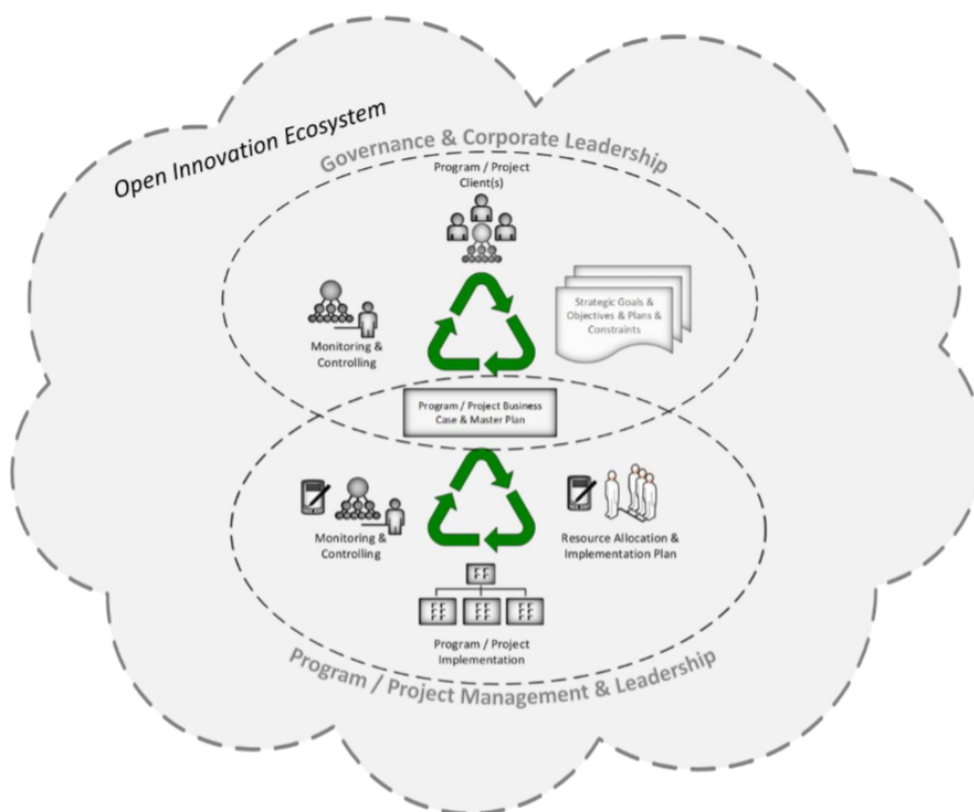 Open Innovation Ecosystem
Governance & Corporate Leadership
Program / Project
Client(s)
Strategic Goals &
Objectives & Plans &
Constraints
Monitoring &
Controlling
Program / Project Business
Case & Master Plan
Monitoring &
Controlling
Resource Allocation &
Implementation Plan
Program / Project
Implementation
Program / Project Management & Leadership